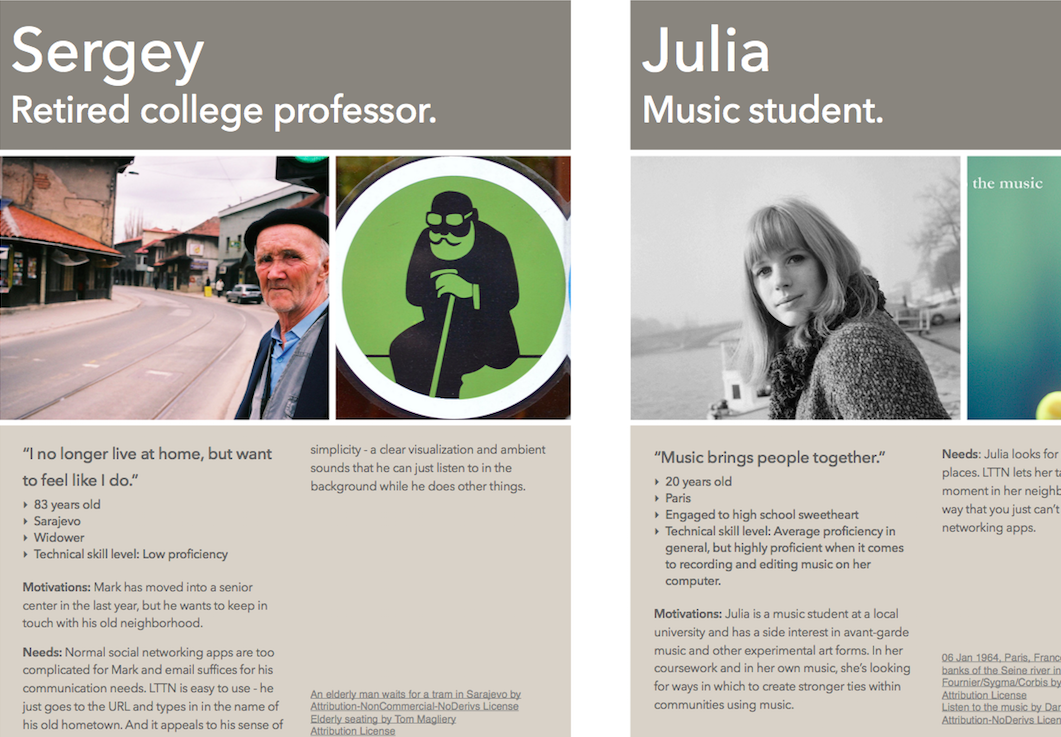 Sergey
Retired college professor.
“I no longer live at home, but want
to feel like I do.”
83 years old
Sarajevo
Widower
Technical skill level: Low proficiency
Motivations: Mark has moved into a senior
center in the last year, but he wants to keep in
touch with his old neighborhood.
Needs: Normal social networking apps are too
complicated for Mark and email suffices for his
communication needs. LTTN is easy to use - he
just goes to the URL and types in in the name of
his old hometown. And it appeals to his sense of
simplicity - a clear visualization and ambient
sounds that he can just listen to in the
background while he does other things.
An elderly man waits for a tram in Sarajevo by
Attribution-NonCommercial-NoDerivs License
Elderly seating by Tom Magliery
Attribution License
Julia
Music student.
the music
“Music brings people together.”
20 years old
Paris
Engaged to high school sweetheart
Technical skill level: Average proficiency in
general, but highly proficient when it comes
to recording and editing music on her
computer.
Motivations: Julia is a music student at a local
university and has a side interest in avant-garde
music and other experimental art forms. In her
coursework and in her own music, she’s looking
for ways in which to create stronger ties within
communities using music.
Needs: Julia looks for
places. LTTN lets her
moment in her
way that you just can’t
networking apps.
06 Jan 1964, Paris,
banks of the Seine river in
Fournier/Sygma/Corbis by
Attribution License
Listen to the music by
Attribution-NoDerivs